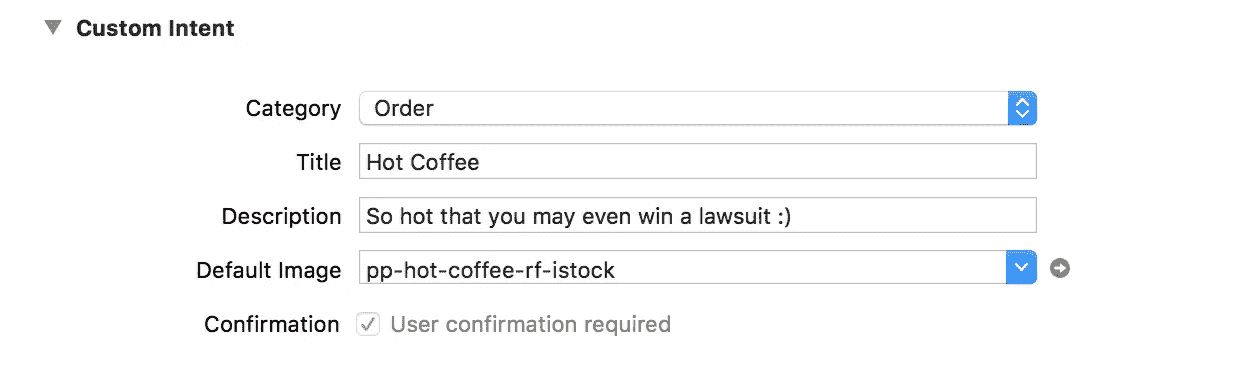 Custom Intent
Category Order
Title Hot Coffee
Description So hot that you may even win a lawsuit :)
Default Image pp-hot-coffee-rf-istock
Confirmation User confirmation required